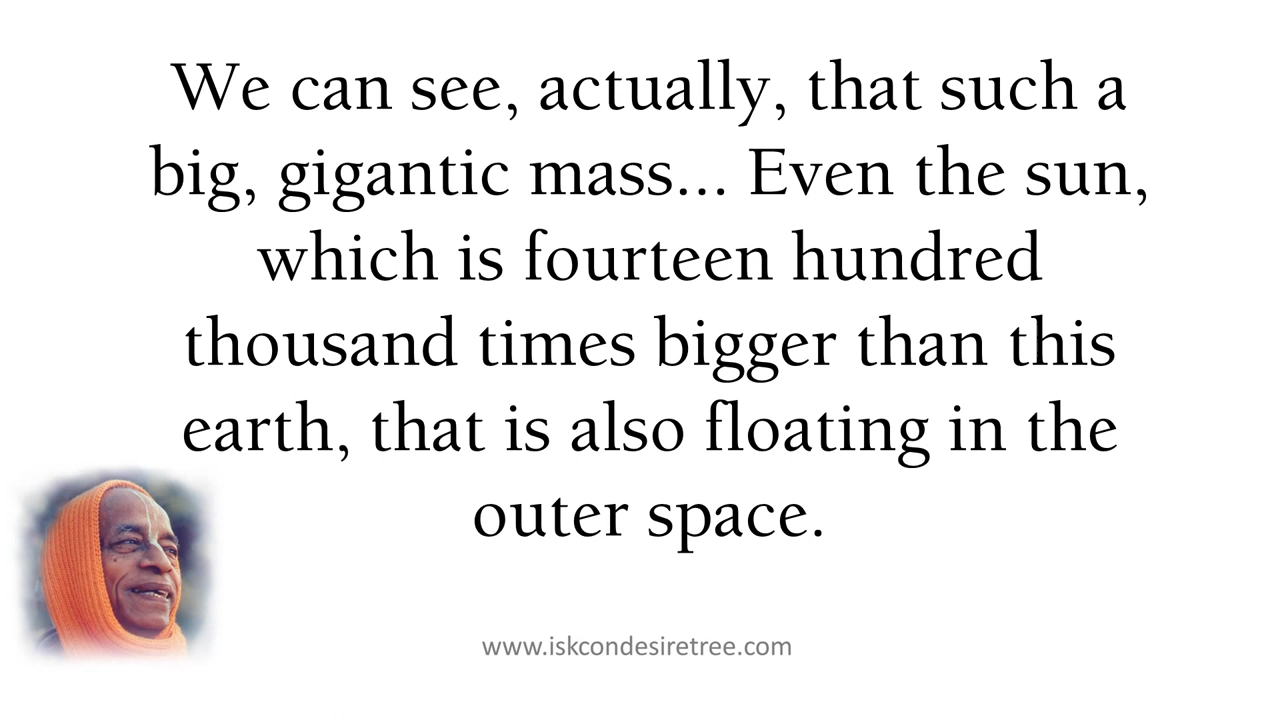 We can see, actually, that such a
big, gigantic mass... Even the sun,
which is fourteen hundred
thousand times bigger than this
earth, that is also floating in the
outer space.
www.iskcondesiretree.com